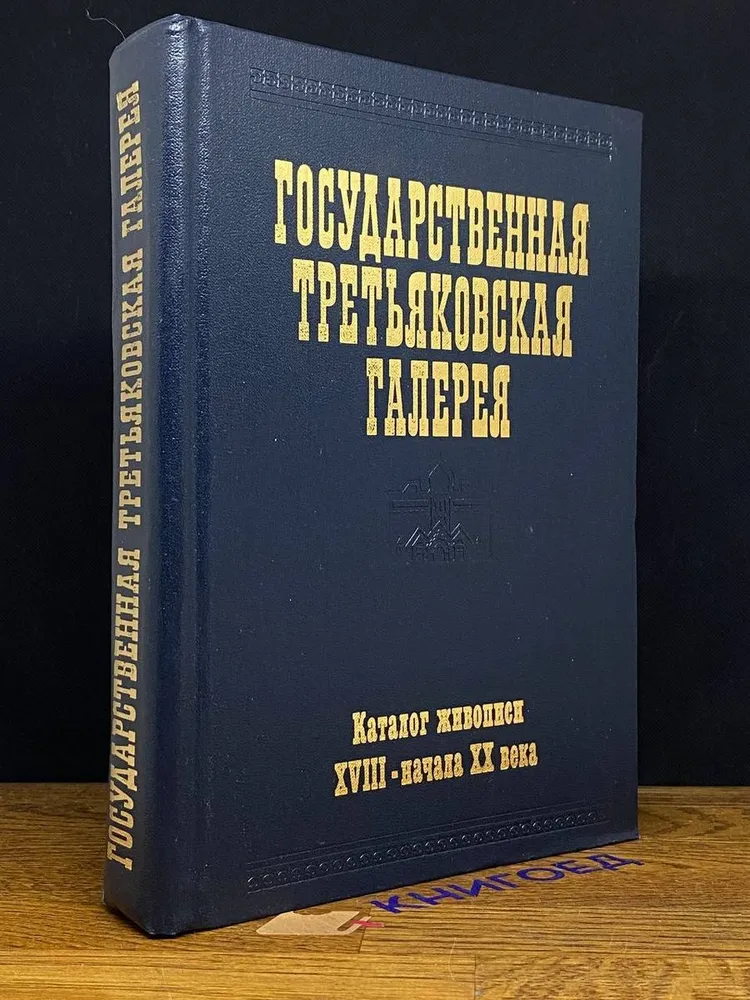 ГОСУДАРСТВЕННАЯ ТРЕТЬЯКОВСКАЯ ГАЛЕРЕЯ
ГОСУДАРСТВЕННАЯ
ТРЕТЬЯКОВСКАЯ
ГАЛЕРЕЯ
Каталог живописи
XVIII - начала XX века
КНИГОЕД